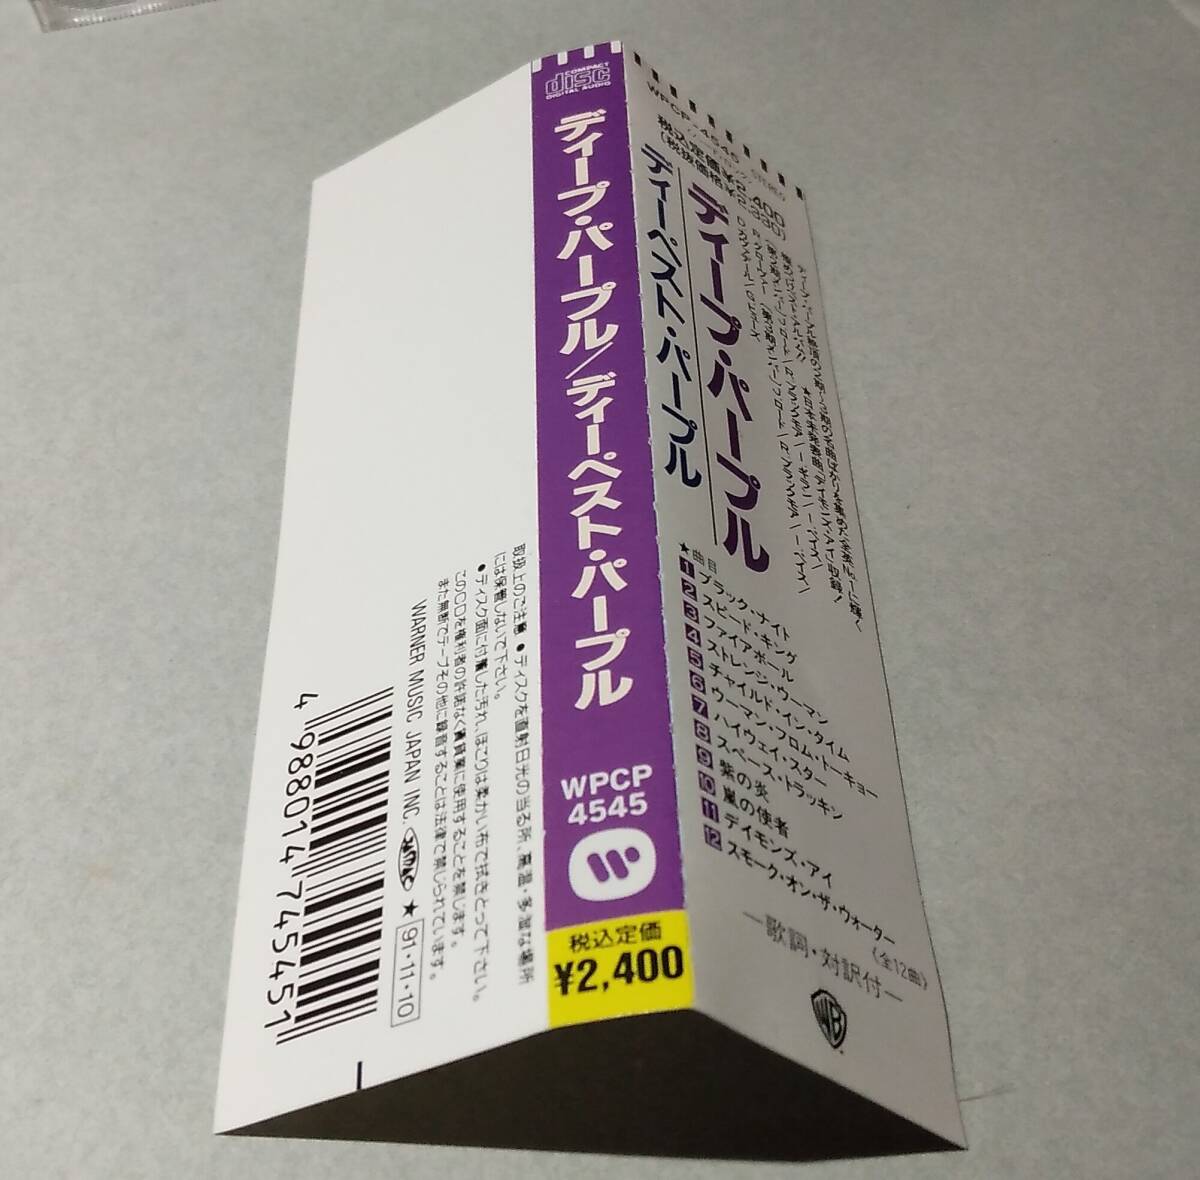 COMPACT
disc
DIGITAL AUDIO
ディープ・パープル/ディーペスト・パープル
WPCP
4545
税込定価
¥2,400
WPCP-4545 STEREO
ディープ・パープル
ディーペスト・パープル
★曲目
1 ブラック・ナイト
2 スピード・キング
3 ファイアボール
4 ストレンジ・ウーマン
5 チャイルド・イン・タイム
6 ウーマン・フロム・トーキョー
7 ハイウェイ・スター
8 スペース・トラッキン
9 紫の炎
10 嵐の使者
11 デイモンズ・アイ
12 スモーク・オン・ザ・ウォーター
《全12曲》
—歌詞・対訳付—
WB
取扱上のご注意 ●ディスクを直射日光の当る所、高温・多湿な場所
には保管しないで下さい。
●ディスク面に付着した汚れ、ほこりは柔かい布で拭きとって下さい。
このCDを権利者の許諾なく賃貸業に使用することを禁じます。
また無断でテープその他に録音することは法律で禁じられています。
WARNER MUSIC JAPAN INC. ★ 91・11・10
4 988014 745451